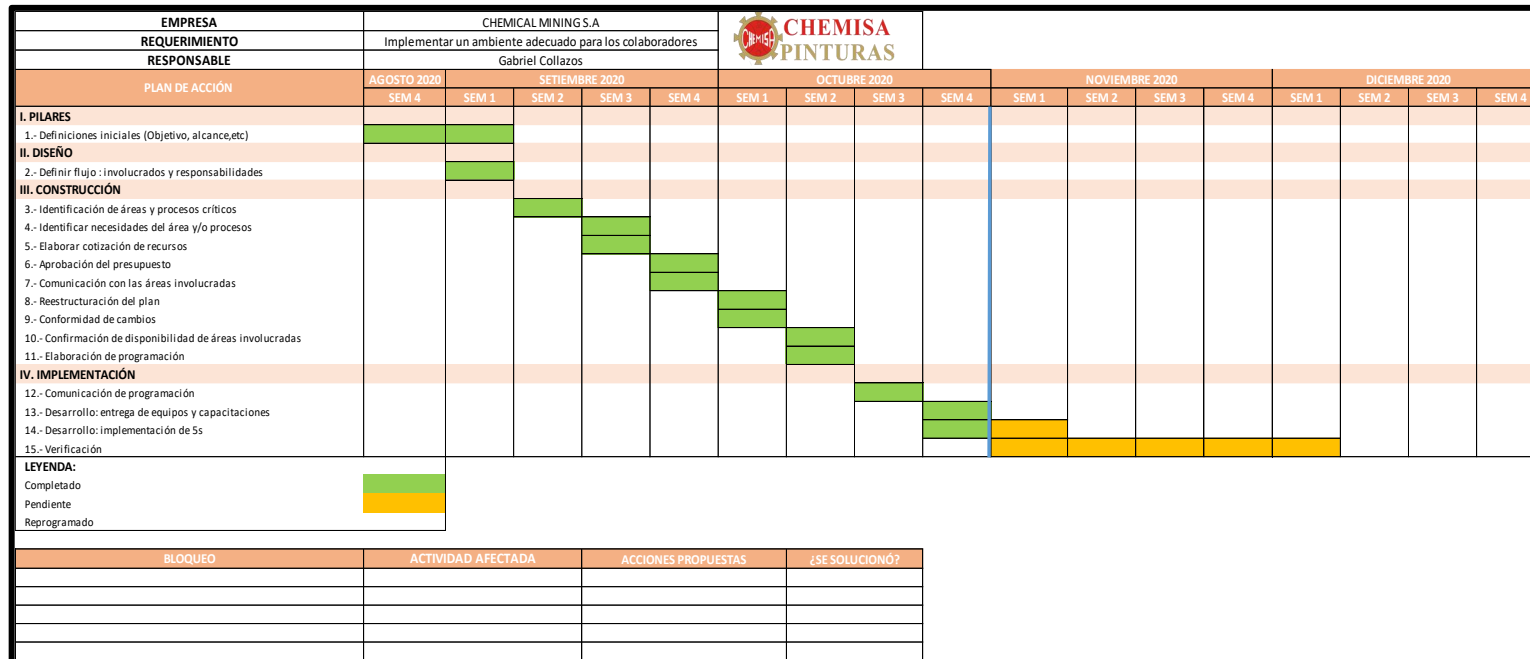 EMPRESA CHEMICAL MINING S.A
REQUERIMIENTO Implementar un ambiente adecuado para los colaboradores
RESPONSABLE Gabriel Collazos
CHEMISA
CHEMISA
PINTURAS
PLAN DE ACCIÓN
AGOSTO 2020 SETIEMBRE 2020 OCTUBRE 2020 NOVIEMBRE 2020 DICIEMBRE 2020
SEM 4 SEM 1 SEM 2 SEM 3 SEM 4 SEM 1 SEM 2 SEM 3 SEM 4 SEM 1 SEM 2 SEM 3 SEM 4 SEM 1 SEM 2 SEM 3 SEM 4
I. PILARES
1.- Definiciones iniciales (Objetivo, alcance,etc)
II. DISEÑO
2.- Definir flujo : involucrados y responsabilidades
III. CONSTRUCCIÓN
3.- Identificación de áreas y procesos críticos
4.- Identificar necesidades del área y/o procesos
5.- Elaborar cotización de recursos
6.- Aprobación del presupuesto
7.- Comunicación con las áreas involucradas
8.- Reestructuración del plan
9.- Conformidad de cambios
10.- Confirmación de disponibilidad de áreas involucradas
11.- Elaboración de programación
IV. IMPLEMENTACIÓN
12.- Comunicación de programación
13.- Desarrollo: entrega de equipos y capacitaciones
14.- Desarrollo: implementación de 5s
15.- Verificación
LEYENDA:
Completado
Pendiente
Reprogramado
BLOQUEO ACTIVIDAD AFECTADA ACCIONES PROPUESTAS ¿SE SOLUCIONÓ?